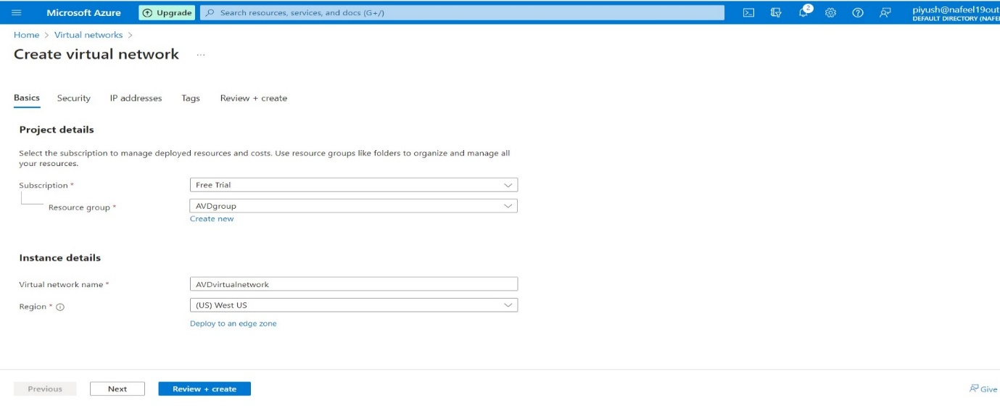 Microsoft Azure Upgrade Search resources, services, and docs (G+/) 2 piyush@nafeel19out
DEFAULT DIRECTORY (NAFEE
Home > Virtual networks >
Create virtual network ...
Basics Security IP addresses Tags Review + create
Project details
Select the subscription to manage deployed resources and costs. Use resource groups like folders to organize and manage all
your resources.
Subscription * Free Trial
Resource group * AVDgroup
Create new
Instance details
Virtual network name * AVDvirtualnetwork
Region * (US) West US
Deploy to an edge zone
Previous Next Review + create Give